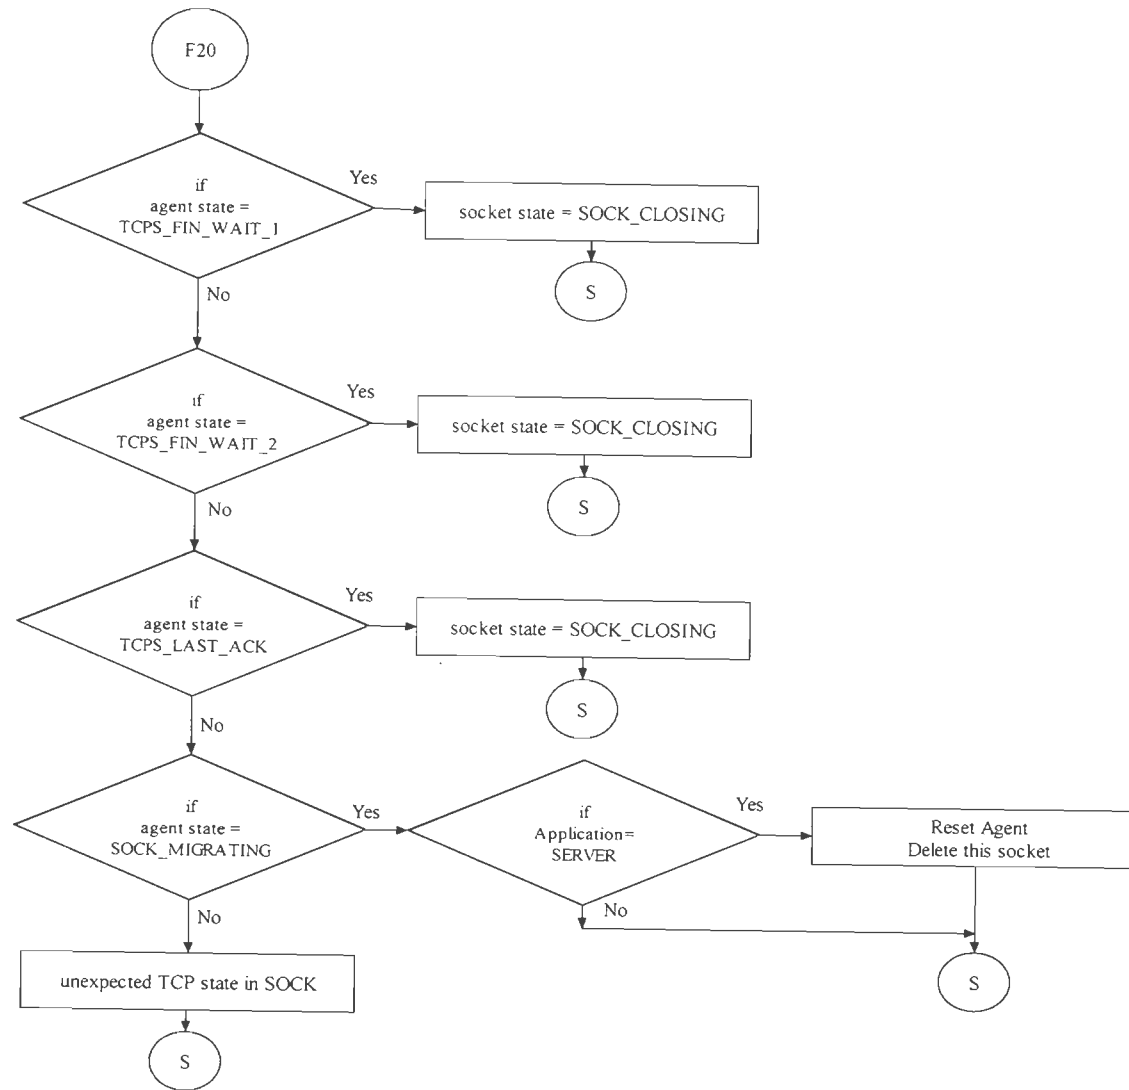 F20
if
agent state =
TCPS_FIN_WAIT_1
Yes
socket state = SOCK_CLOSING
S
No
if
agent state =
TCPS_FIN_WAIT_2
Yes
socket state = SOCK_CLOSING
S
No
if
agent state =
TCPS_LAST_ACK
Yes
socket state = SOCK_CLOSING
S
No
if
agent state =
SOCK_MIGRATING
Yes
if
Application=
SERVER
Yes
Reset Agent
Delete this socket
No
S
No
unexpected TCP state in SOCK
S